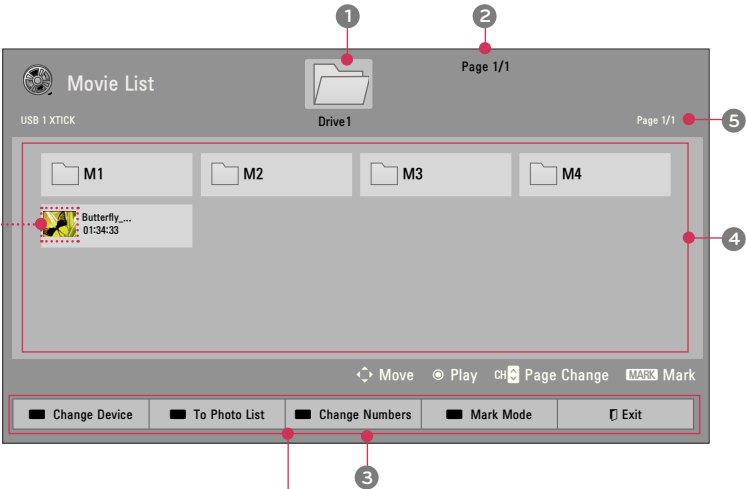 1
2
Page 1/1
Movie List
USB 1 XTICK
Drive1
Page 1/1
5
M1
M2
M3
M4
Butterfly_...
01:34:33
4
Move
Play
CH Page Change
MARK Mark
Change Device
To Photo List
Change Numbers
Mark Mode
Exit
3